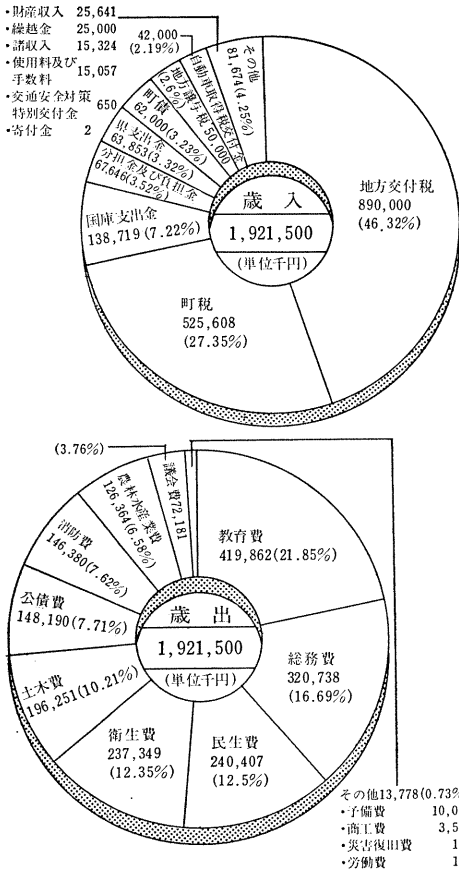 ・財産収入 25,641
・繰越金 25,000
・諸収入 15,324
・使用料及び
手数料 15,057
・交通安全対策
特別交付金 650
・寄付金 2
42,000
(2.19%)
その他
81,674(4.25%)
自動車取得税交付金
地方譲与税50,000
(2.6%)
町債
62,000(3.23%)
県支出金
63,853(3.32%)
分担金及び負担金
67,646(3.52%)
国庫支出金
138,719(7.22%)
町税
525,608
(27.35%)
地方交付税
890,000
(46.32%)
歳入
1,921,500
(単位千円)
(3.76%)
議会費72,181
農林水産業費
126,364(6.58%)
消防費
146,380(7.62%)
公債費
148,190(7.71%)
土木費
196,251(10.21%)
衛生費
237,349
(12.35%)
民生費
240,407
(12.5%)
総務費
320,738
(16.69%)
教育費
419,862(21.85%)
歳出
1,921,500
(単位千円)
その他13,778(0.73%
・予備費 10,0
・商工費 3,5
・災害復旧費 1
・労働費 1